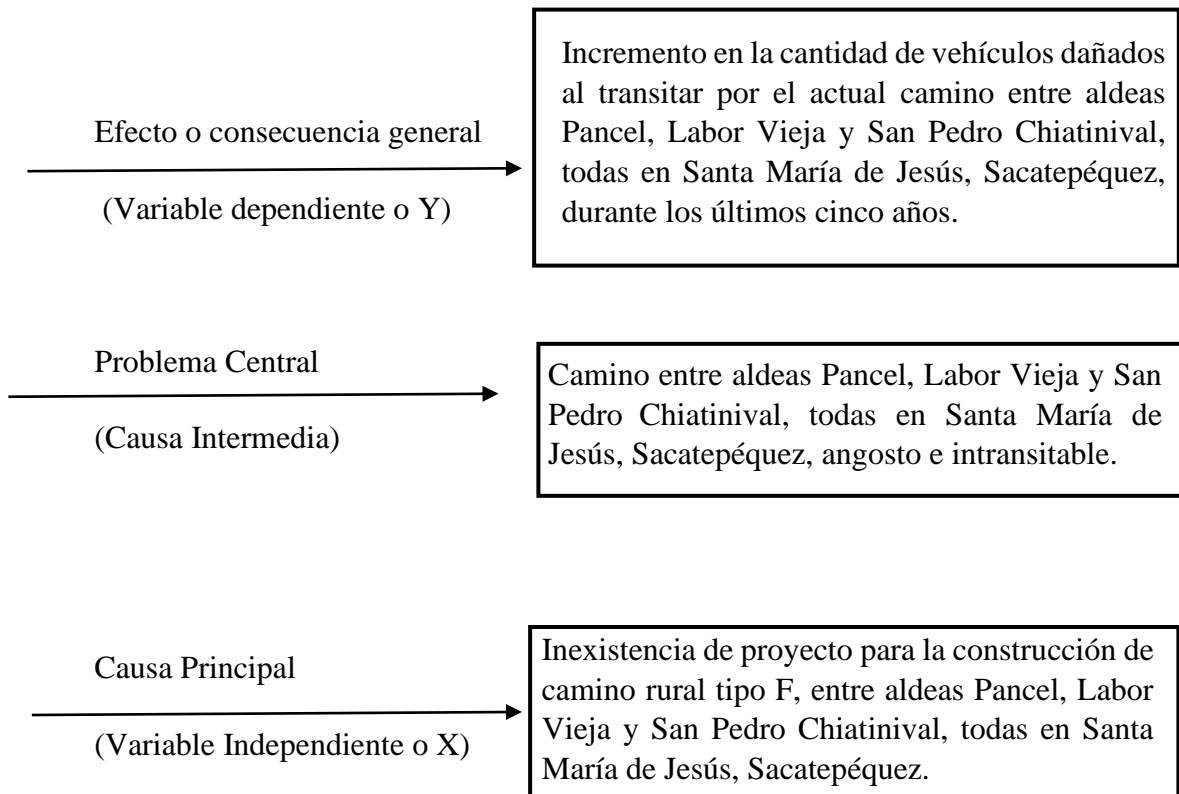 Efecto o consecuencia general
(Variable dependiente o Y)
Incremento en la cantidad de vehículos dañados
al transitar por el actual camino entre aldeas
Pancel, Labor Vieja y San Pedro Chiatinival,
todas en Santa María de Jesús, Sacatepéquez,
durante los últimos cinco años.
Problema Central
(Causa Intermedia)
Camino entre aldeas Pancel, Labor Vieja y San
Pedro Chiatinival, todas en Santa María de
Jesús, Sacatepéquez, angosto e intransitable.
Causa Principal
(Variable Independiente o X)
Inexistencia de proyecto para la construcción de
camino rural tipo F, entre aldeas Pancel, Labor
Vieja y San Pedro Chiatinival, todas en Santa
María de Jesús, Sacatepéquez.